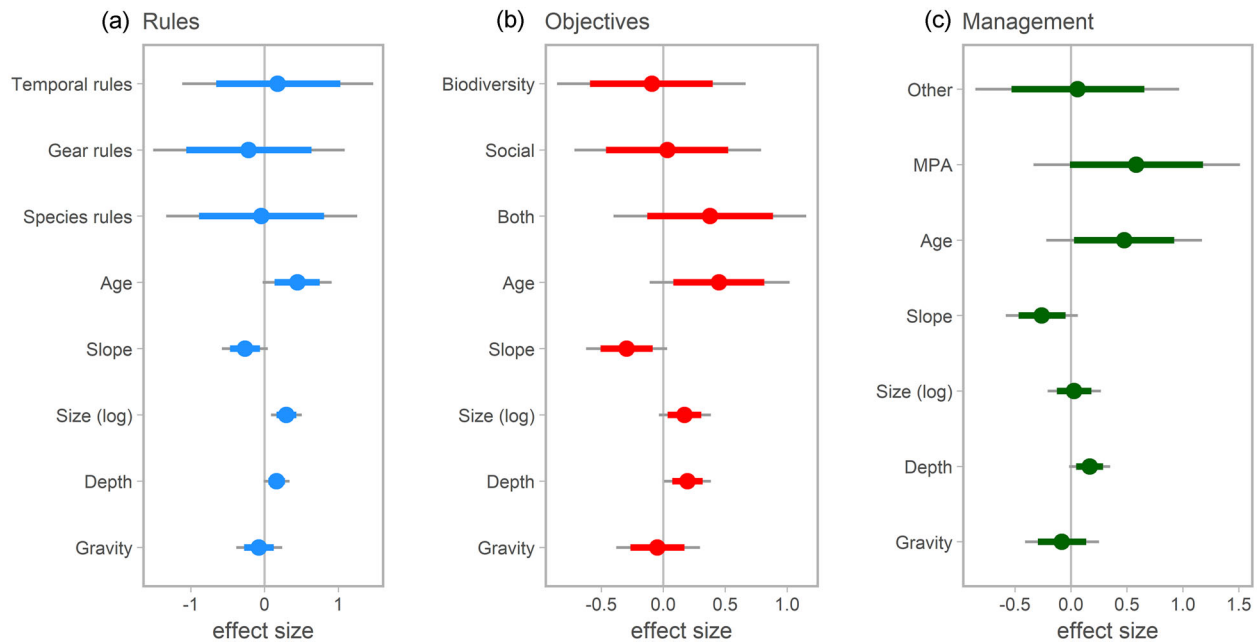 (a) Rules
Temporal rules
Gear rules
Species rules
Age
Slope
Size (log)
Depth
Gravity
-1 0 1
effect size
(b) Objectives
Biodiversity
Social
Both
Age
Slope
Size (log)
Depth
Gravity
-0.5 0.0 0.5 1.0
effect size
(c) Management
Other
MPA
Age
Slope
Size (log)
Depth
Gravity
-0.5 0.0 0.5 1.0 1.5
effect size